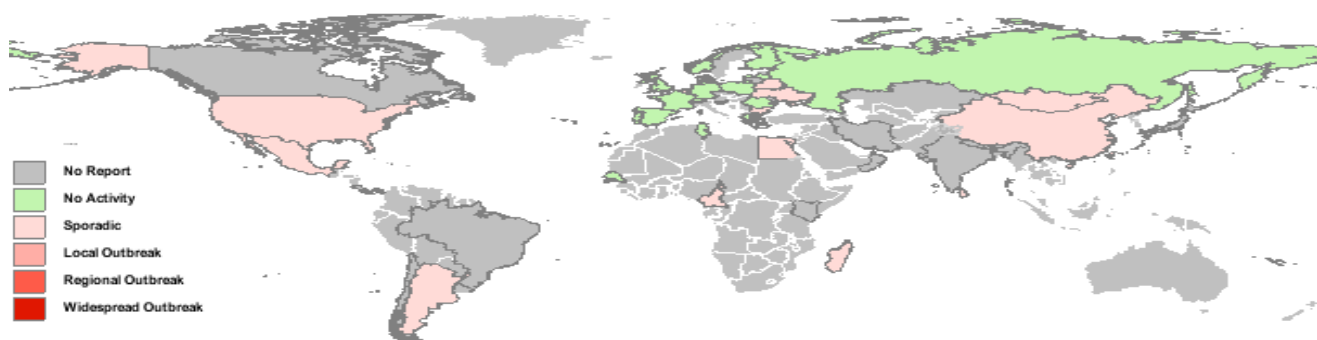 No Report
No Activity
Sporadic
Local Outbreak
Regional Outbreak
Widespread Outbreak